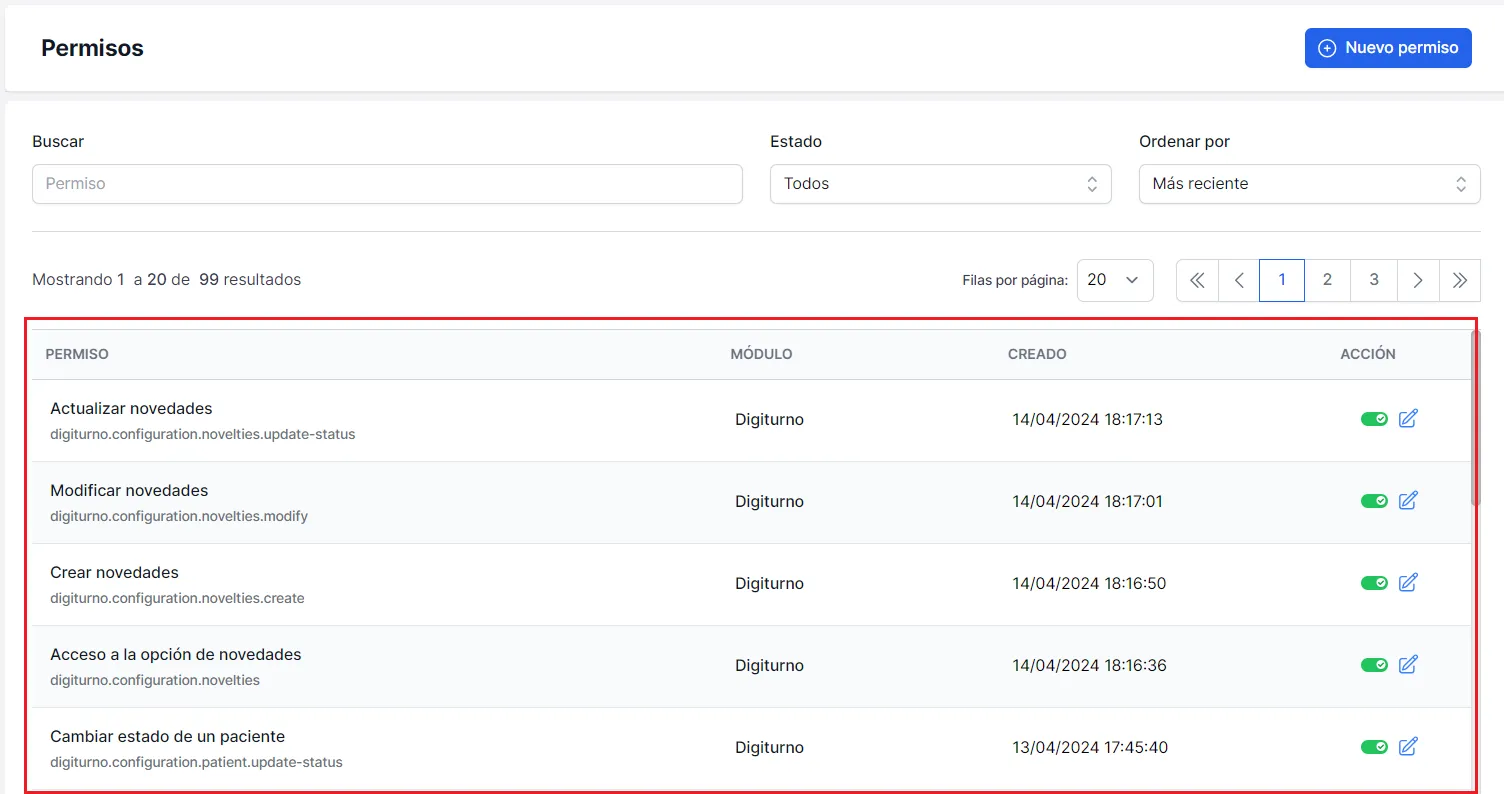 Permisos
Nuevo permiso
Buscar
Estado
Ordenar por
Permiso
Todos
Más reciente
Mostrando 1 a 20 de 99 resultados
Filas por página:
20
1
2
3
PERMISO
MÓDULO
CREADO
ACCIÓN
Actualizar novedades
digiturno.configuration.novelties.update-status
Digiturno
14/04/2024 18:17:13
Modificar novedades
digiturno.configuration.novelties.modify
Digiturno
14/04/2024 18:17:01
Crear novedades
digiturno.configuration.novelties.create
Digiturno
14/04/2024 18:16:50
Acceso a la opción de novedades
digiturno.configuration.novelties
Digiturno
14/04/2024 18:16:36
Cambiar estado de un paciente
digiturno.configuration.patient.update-status
Digiturno
13/04/2024 17:45:40